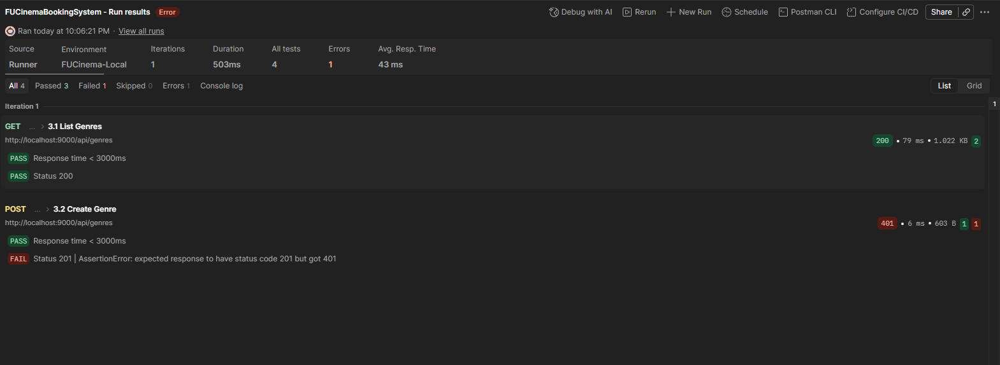 FUCinemaBookingSystem - Run results Error Debug with AI Rerun New Run Schedule Postman CLI Configure CI/CD Share
Ran today at 10:06:21 PM · View all runs
Source Environment Iterations Duration All tests Errors Avg. Resp. Time
Runner FUCinema-Local 1 503ms 4 1 43 ms
All 4 Passed 3 Failed 1 Skipped 0 Errors 1 Console log List Grid
Iteration 1 1
GET ... > 3.1 List Genres
http://localhost:9000/api/genres 200 • 79 ms • 1.022 KB 2
PASS Response time < 3000ms
PASS Status 200
POST ... > 3.2 Create Genre
http://localhost:9000/api/genres 401 • 6 ms • 603 B 1 1
PASS Response time < 3000ms
FAIL Status 201 | AssertionError: expected response to have status code 201 but got 401